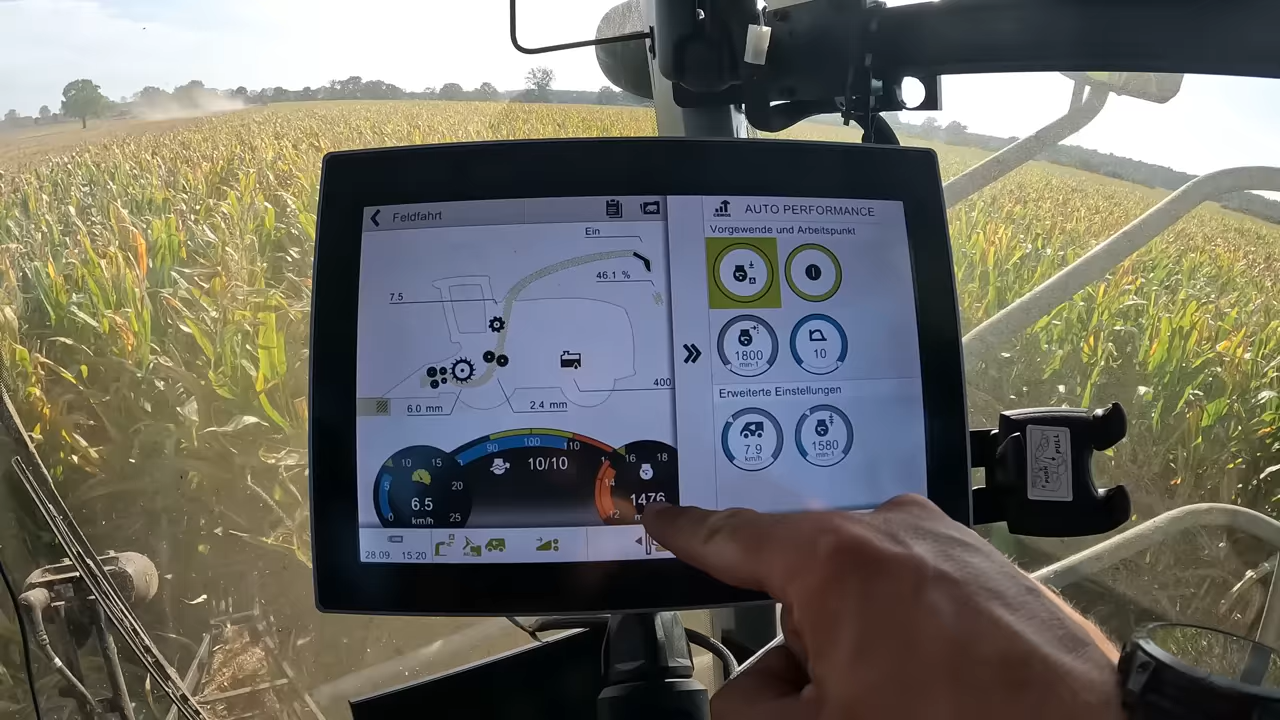 Feldfahrt
Ein
46.1 %
7.5
400
6.0 mm
2.4 mm
90 100 110
10/10
5 10 15 20 25
0
6.5
km/h
12 14 16 18
1476
28.09. 15:20
CEMOS
AUTO PERFORMANCE
Vorgewende und Arbeitspunkt
1800
min-1
10
Erweiterte Einstellungen
7.9
km/h
1580
min-1
PUSH
PULL